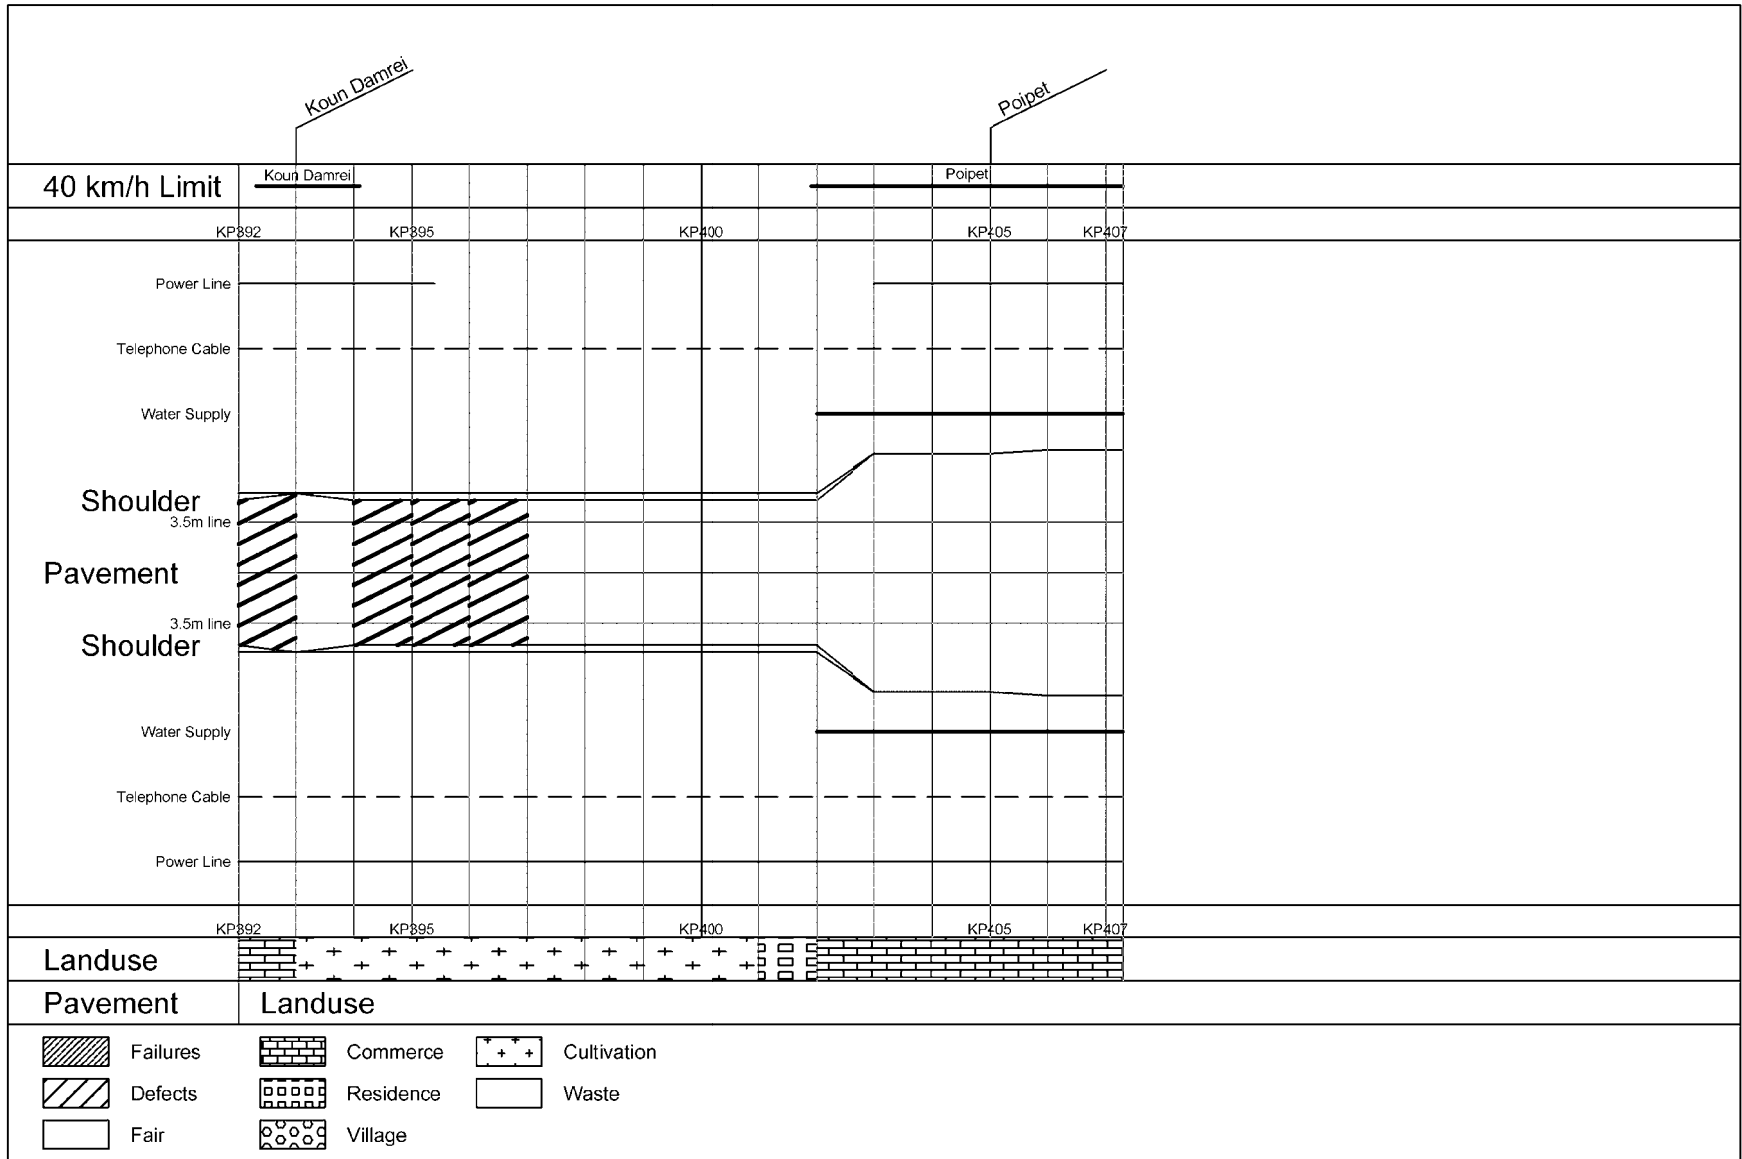 Koun Damrei
Poipet
40 km/h Limit
Koun Damrei
Poipet
KP392 KP395 KP400 KP405 KP407
Power Line
Telephone Cable
Water Supply
Shoulder
3.5m line
Pavement
3.5m line
Shoulder
Water Supply
Telephone Cable
Power Line
KP392 KP395 KP400 KP405 KP407
Landuse
Pavement Landuse
Failures Commerce Cultivation
Defects Residence Waste
Fair Village